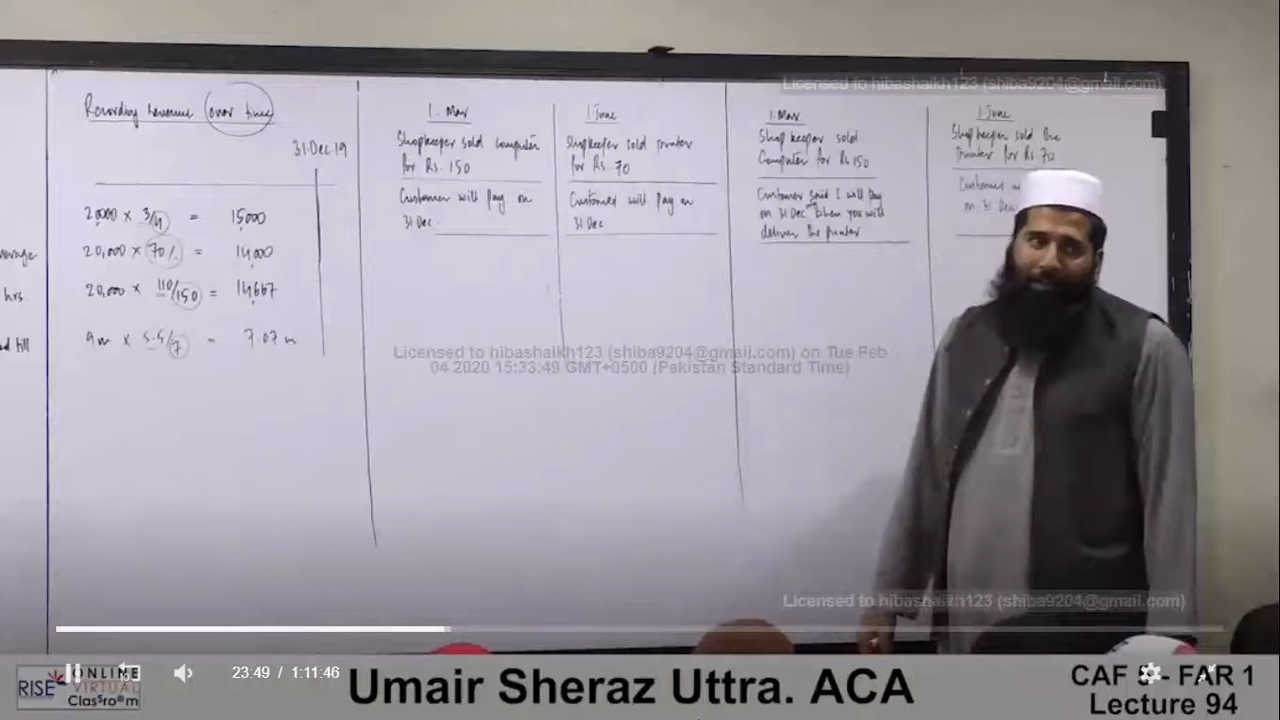 Licensed to hibashaikh123 (shiba9204@gmail.com)
Recording revenue over time
31 Dec 19
20,000 × 3/4 = 15,000
20,000 × 70% = 14,000
20,000 × 110/150 = 14,667
9m × 5.5/7 = 7.07 m
hrs
till
1. Mar
Shopkeeper sold computer
for Rs. 150
Customer will pay on
31 Dec
1 June
Shopkeeper sold printer
for Rs. 70
Customer will pay on
31 Dec
1 Mar
Shopkeeper sold
Computer for Rs 150
Customer said I will pay
on 31 Dec when you will
deliver the printer
1 June
Shopkeeper sold the
Printer for Rs 70
Customer
on 31 Dec
Licensed to hibashaikh123 (shiba9204@gmail.com) on Tue Feb
04 2020 15:33:49 GMT+0500 (Pakistan Standard Time)
Licensed to hibashaikh123 (shiba9204@gmail.com)
23:49 / 1:11:46
RISE ONLINE
VIRTUAL
Classroom
Umair Sheraz Uttra. ACA
CAF 5 - FAR 1
Lecture 94